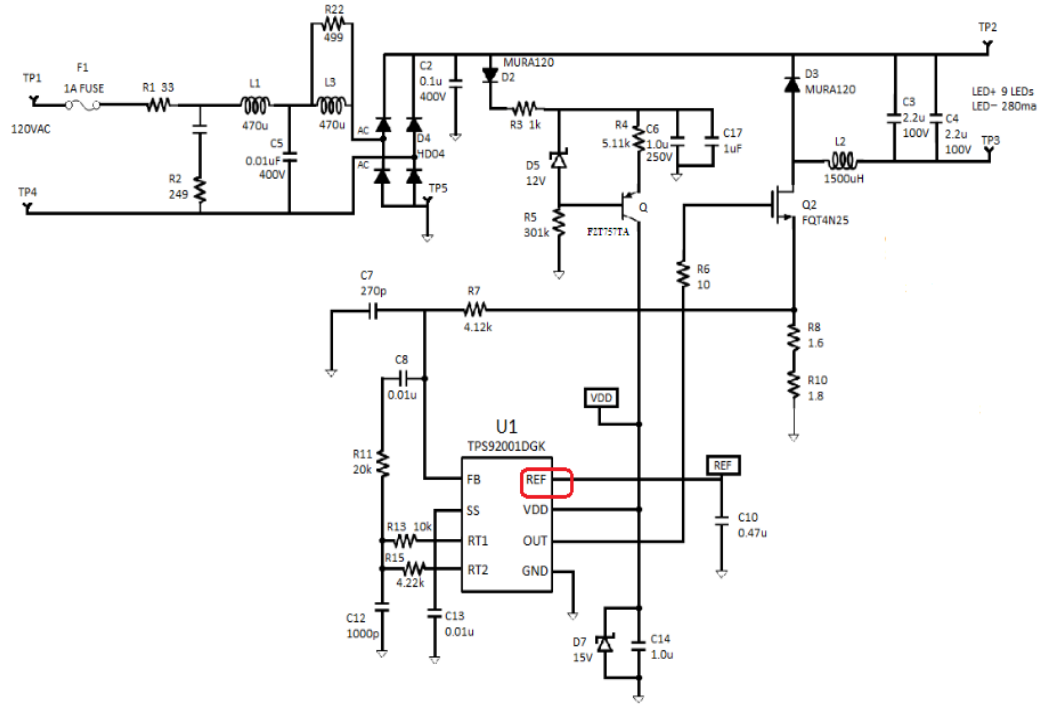 R22
499
TP2
F1
1A FUSE
TP1
R1 33
L1
470u
L3
470u
C2
0.1u
400V
MURA120
D2
D3
MURA120
C3
2.2u
100V
C4
2.2u
100V
LED+ 9 LEDs
LED- 280ma
TP3
120VAC
C5
0.01uF
400V
AC
D4
HD04
AC
R3 1k
R4
5.11k
C6
1.0u
250V
C17
1uF
L2
1500uH
R2
249
TP4
TP5
D5
12V
R5
301k
Q
FZT757TA
Q2
FQT4N25
R6
10
C7
270p
R7
4.12k
R8
1.6
R10
1.8
C8
0.01u
VDD
U1
TPS92001DGK
R11
20k
FB
REF
REF
SS
VDD
C10
0.47u
R13 10k
RT1
OUT
R15
4.22k
RT2
GND
C12
1000p
C13
0.01u
D7
15V
C14
1.0u